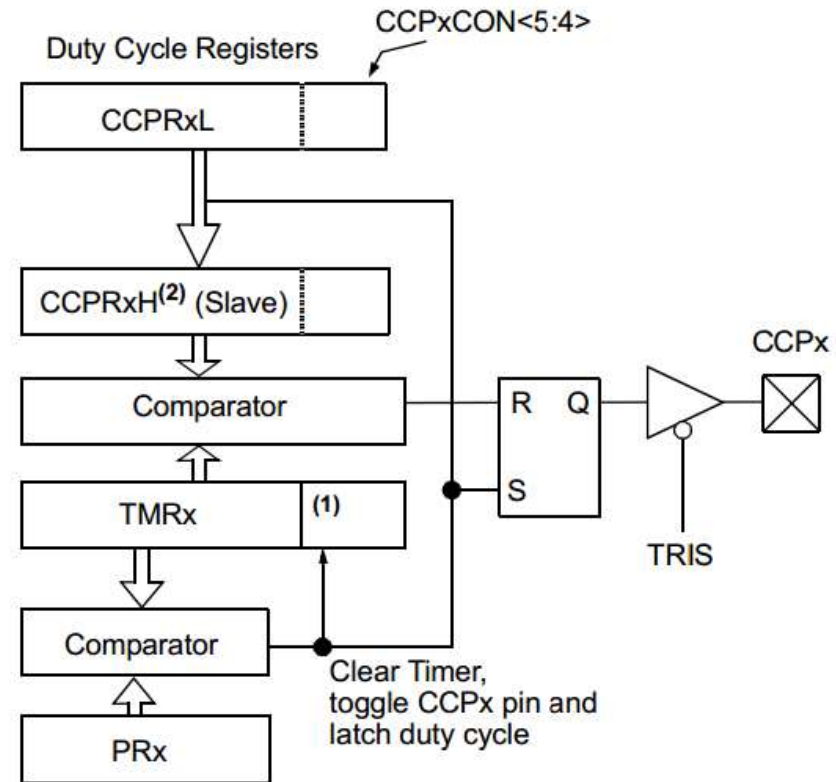 CCPxCON<5:4>
Duty Cycle Registers
CCPRxL
CCPRxH(2) (Slave)
CCPx
Comparator
R Q
TMRx (1)
S
TRIS
Comparator
Clear Timer,
toggle CCPx pin and
latch duty cycle
PRx